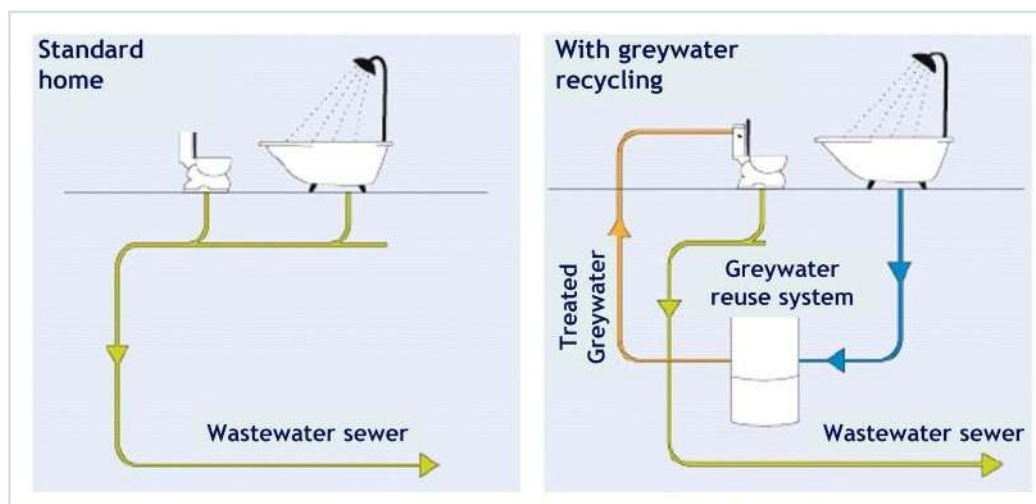 Standard
home
Wastewater sewer
With greywater
recycling
Treated
Greywater
Greywater
reuse system
Wastewater sewer